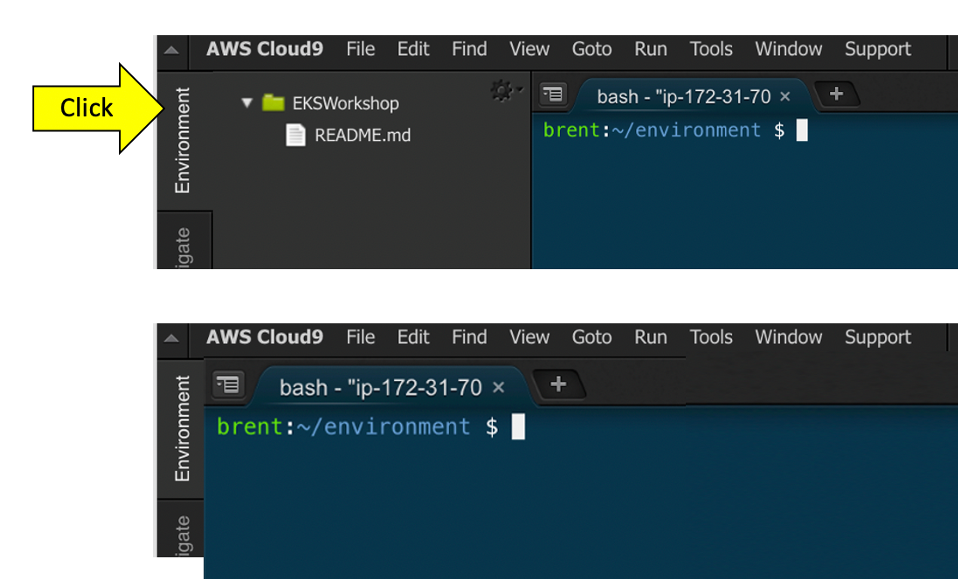 AWS Cloud9 File Edit Find View Goto Run Tools Window Support
Click
Environment
EKSWorkshop
README.md
bash - "ip-172-31-70 × +
brent:~/environment $
igate
AWS Cloud9 File Edit Find View Goto Run Tools Window Support
Environment
bash - "ip-172-31-70 × +
brent:~/environment $
igate